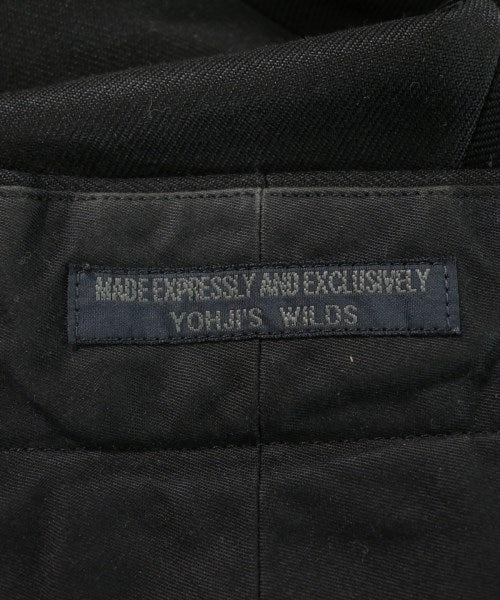 MADE EXPRESSLY AND EXCLUSIVELY
YOHJI'S WILDS